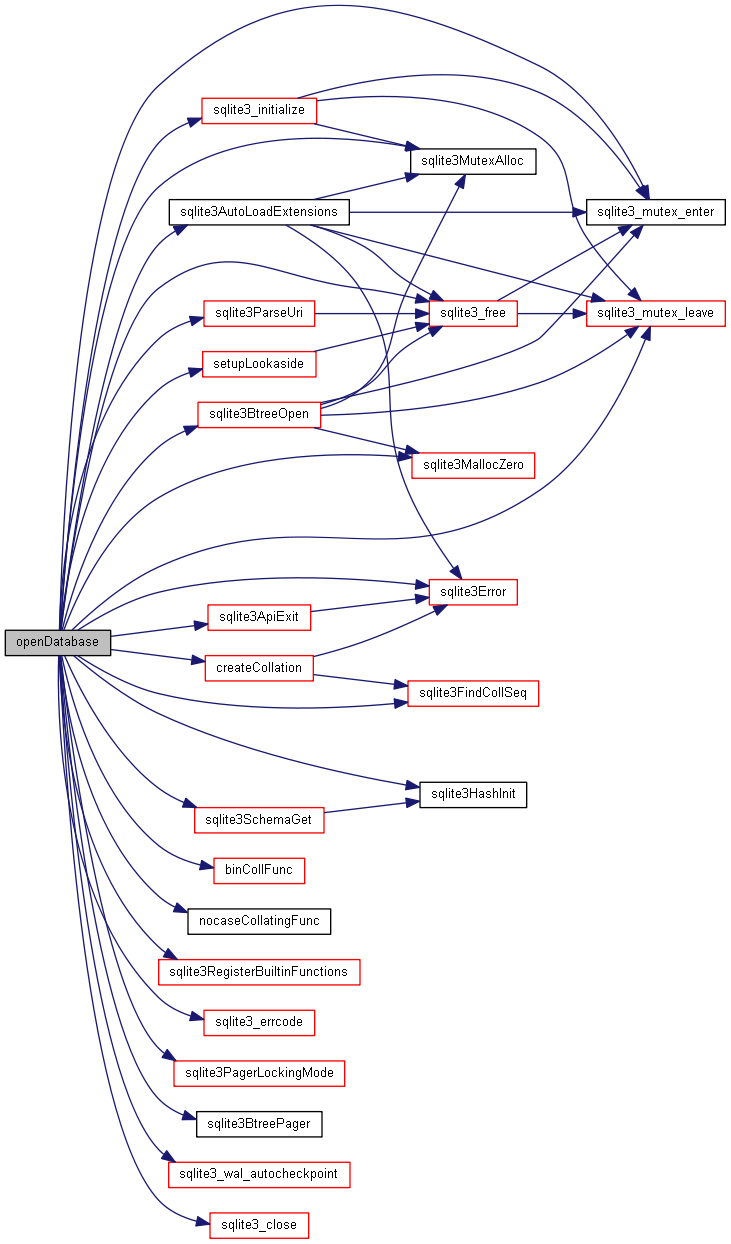 sqlite3_initialize
sqlite3MutexAlloc
sqlite3AutoLoadExtensions
sqlite3_mutex_enter
sqlite3ParseUri
sqlite3_free
sqlite3_mutex_leave
setupLookaside
sqlite3BtreeOpen
sqlite3MallocZero
sqlite3Error
sqlite3ApiExit
openDatabase
createCollation
sqlite3FindCollSeq
sqlite3HashInit
sqlite3SchemaGet
binCollFunc
nocaseCollatingFunc
sqlite3RegisterBuiltinFunctions
sqlite3_errcode
sqlite3PagerLockingMode
sqlite3BtreePager
sqlite3_wal_autocheckpoint
sqlite3_close